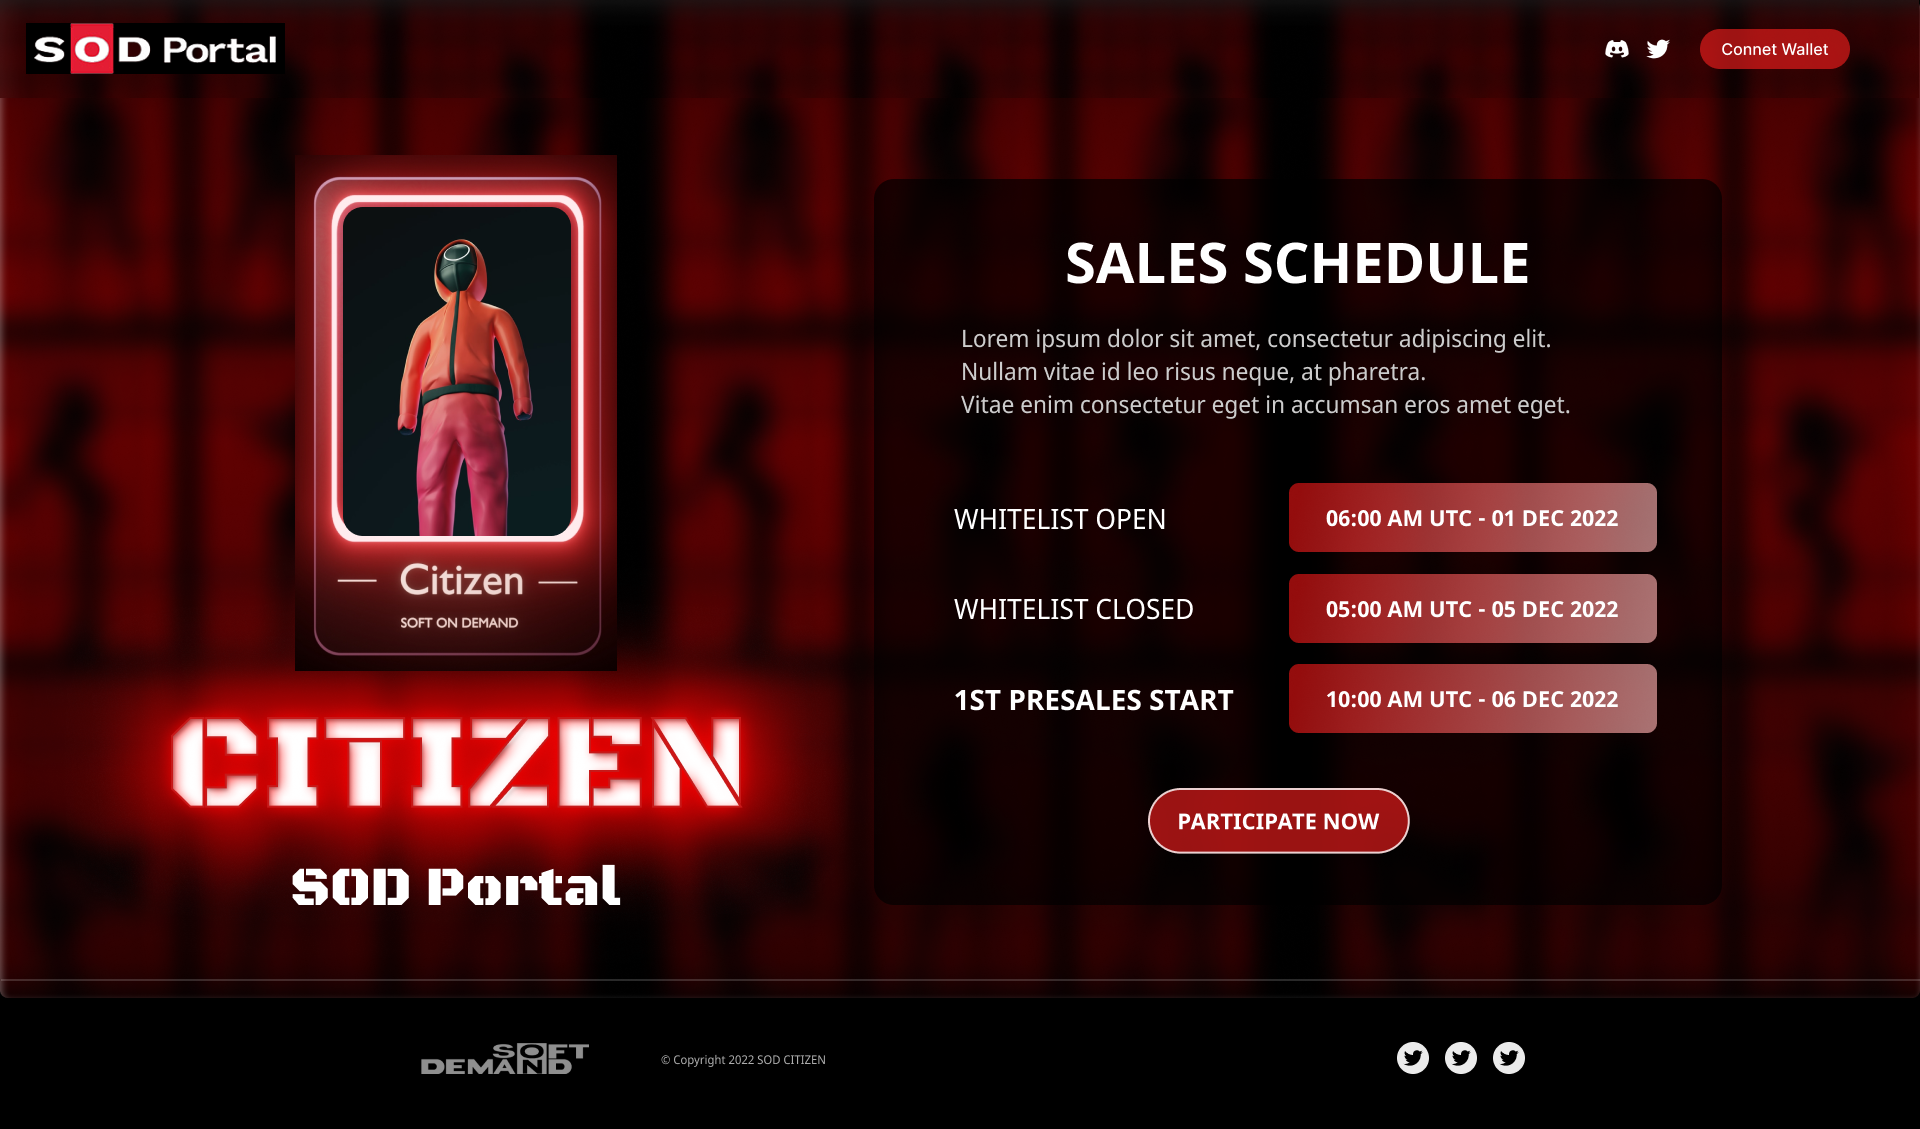 SOD Portal
Connet Wallet
Citizen
SOFT ON DEMAND
CITIZEN
SOD Portal
SALES SCHEDULE
Lorem ipsum dolor sit amet, consectetur adipiscing elit.
Nullam vitae id leo risus neque, at pharetra.
Vitae enim consectetur eget in accumsan eros amet eget.
WHITELIST OPEN
06:00 AM UTC - 01 DEC 2022
WHITELIST CLOSED
05:00 AM UTC - 05 DEC 2022
1ST PRESALES START
10:00 AM UTC - 06 DEC 2022
PARTICIPATE NOW
SOFT
DEMAND
© Copyright 2022 SOD CITIZEN